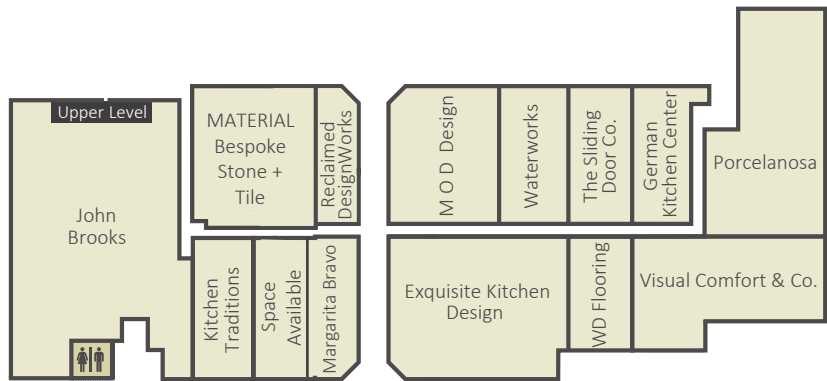 Upper Level
John
Brooks
MATERIAL
Bespoke
Stone +
Tile
Reclaimed
DesignWorks
MOD Design
Waterworks
The Sliding
Door Co.
German
Kitchen Center
Porcelanosa
Kitchen
Traditions
Space
Available
Margarita Bravo
Exquisite Kitchen
Design
WD Flooring
Visual Comfort & Co.